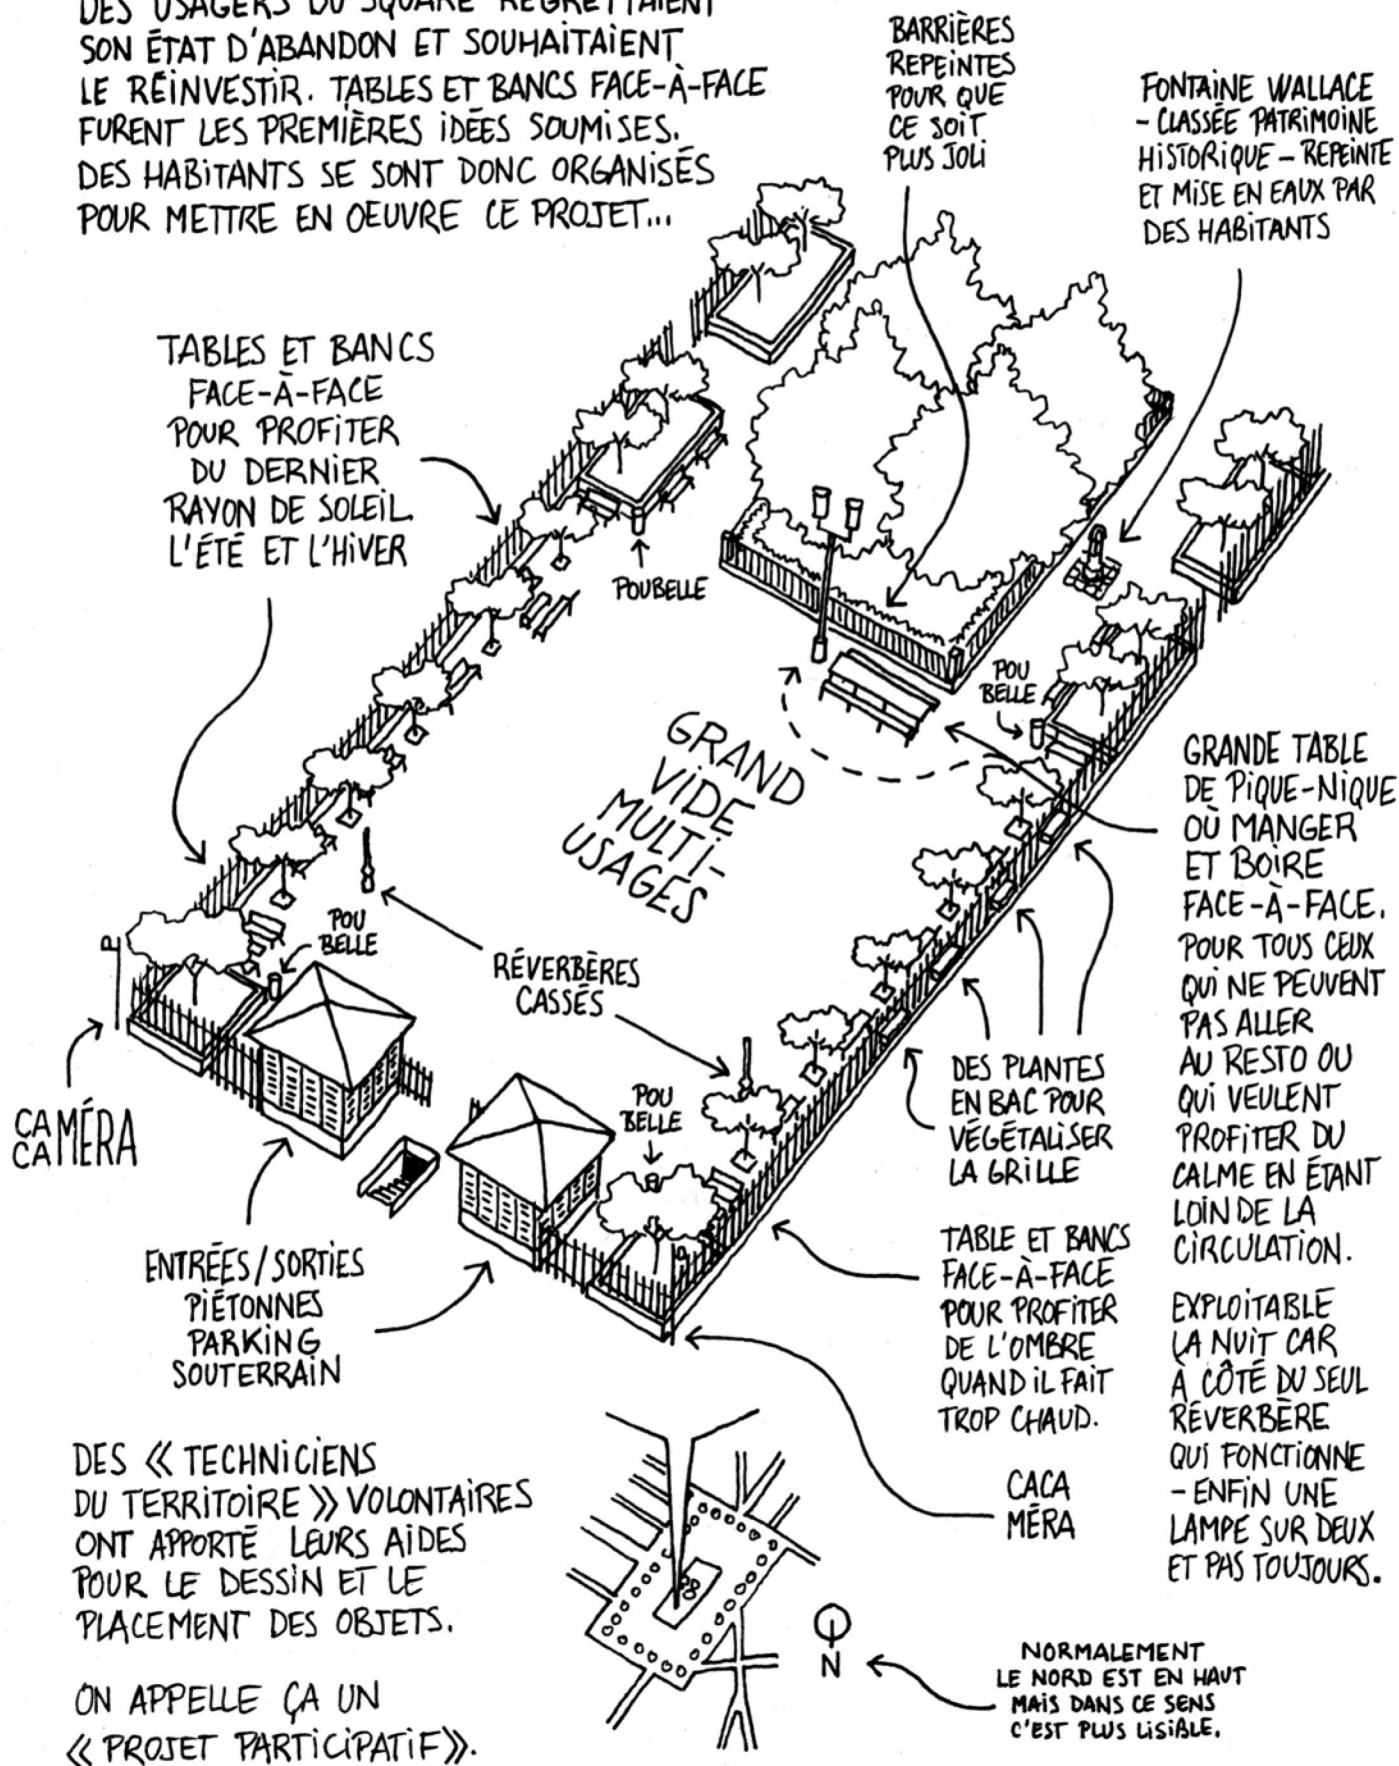 DES USAGERS DU SQUARE REGRETTAIENT
SON ÉTAT D'ABANDON ET SOUHAITAIENT
LE RÉINVESTIR. TABLES ET BANCS FACE-À-FACE
FURENT LES PREMIÈRES IDÉES SOUMISES.
DES HABITANTS SE SONT DONC ORGANISÉS
POUR METTRE EN OEUVRE CE PROJET...
BARRIÈRES
REPEINTES
POUR QUE
CE SOIT
PLUS JOLI
FONTAINE WALLACE
- CLASSÉE PATRIMOINE
HISTORIQUE - REPEINTE
ET MISE EN EAUX PAR
DES HABITANTS
TABLES ET BANCS
FACE-À-FACE
POUR PROFITER
DU DERNIER
RAYON DE SOLEIL
L'ÉTÉ ET L'HIVER
POUBELLE
POU
BELLE
GRAND
VIDE
MULTI-
USAGES
GRANDE TABLE
DE PIQUE-NIQUE
OÙ MANGER
ET BOIRE
FACE-À-FACE.
POUR TOUS CEUX
QUI NE PEUVENT
PAS ALLER
AU RESTO OU
QUI VEULENT
PROFITER DU
CALME EN ÉTANT
LOIN DE LA
CIRCULATION.
EXPLOITABLE
LA NUIT CAR
À CÔTÉ DU SEUL
RÉVERBÈRE
QUI FONCTIONNE
- ENFIN UNE
LAMPE SUR DEUX
ET PAS TOUJOURS.
POU
BELLE
RÉVERBÈRES
CASSÉS
CA
CAMÉRA
POU
BELLE
DES PLANTES
EN BAC POUR
VÉGÉTALISER
LA GRILLE
ENTRÉES/SORTIES
PIÉTONNES
PARKING
SOUTERRAIN
TABLE ET BANCS
FACE-À-FACE
POUR PROFITER
DE L'OMBRE
QUAND IL FAIT
TROP CHAUD.
CACA
MÉRA
DES « TECHNICIENS
DU TERRITOIRE » VOLONTAIRES
ONT APPORTÉ LEURS AIDES
POUR LE DESSIN ET LE
PLACEMENT DES OBJETS.
ON APPELLE ÇA UN
« PROJET PARTICIPATIF ».
N
NORMALEMENT
LE NORD EST EN HAUT
MAIS DANS CE SENS
C'EST PLUS LISIBLE.